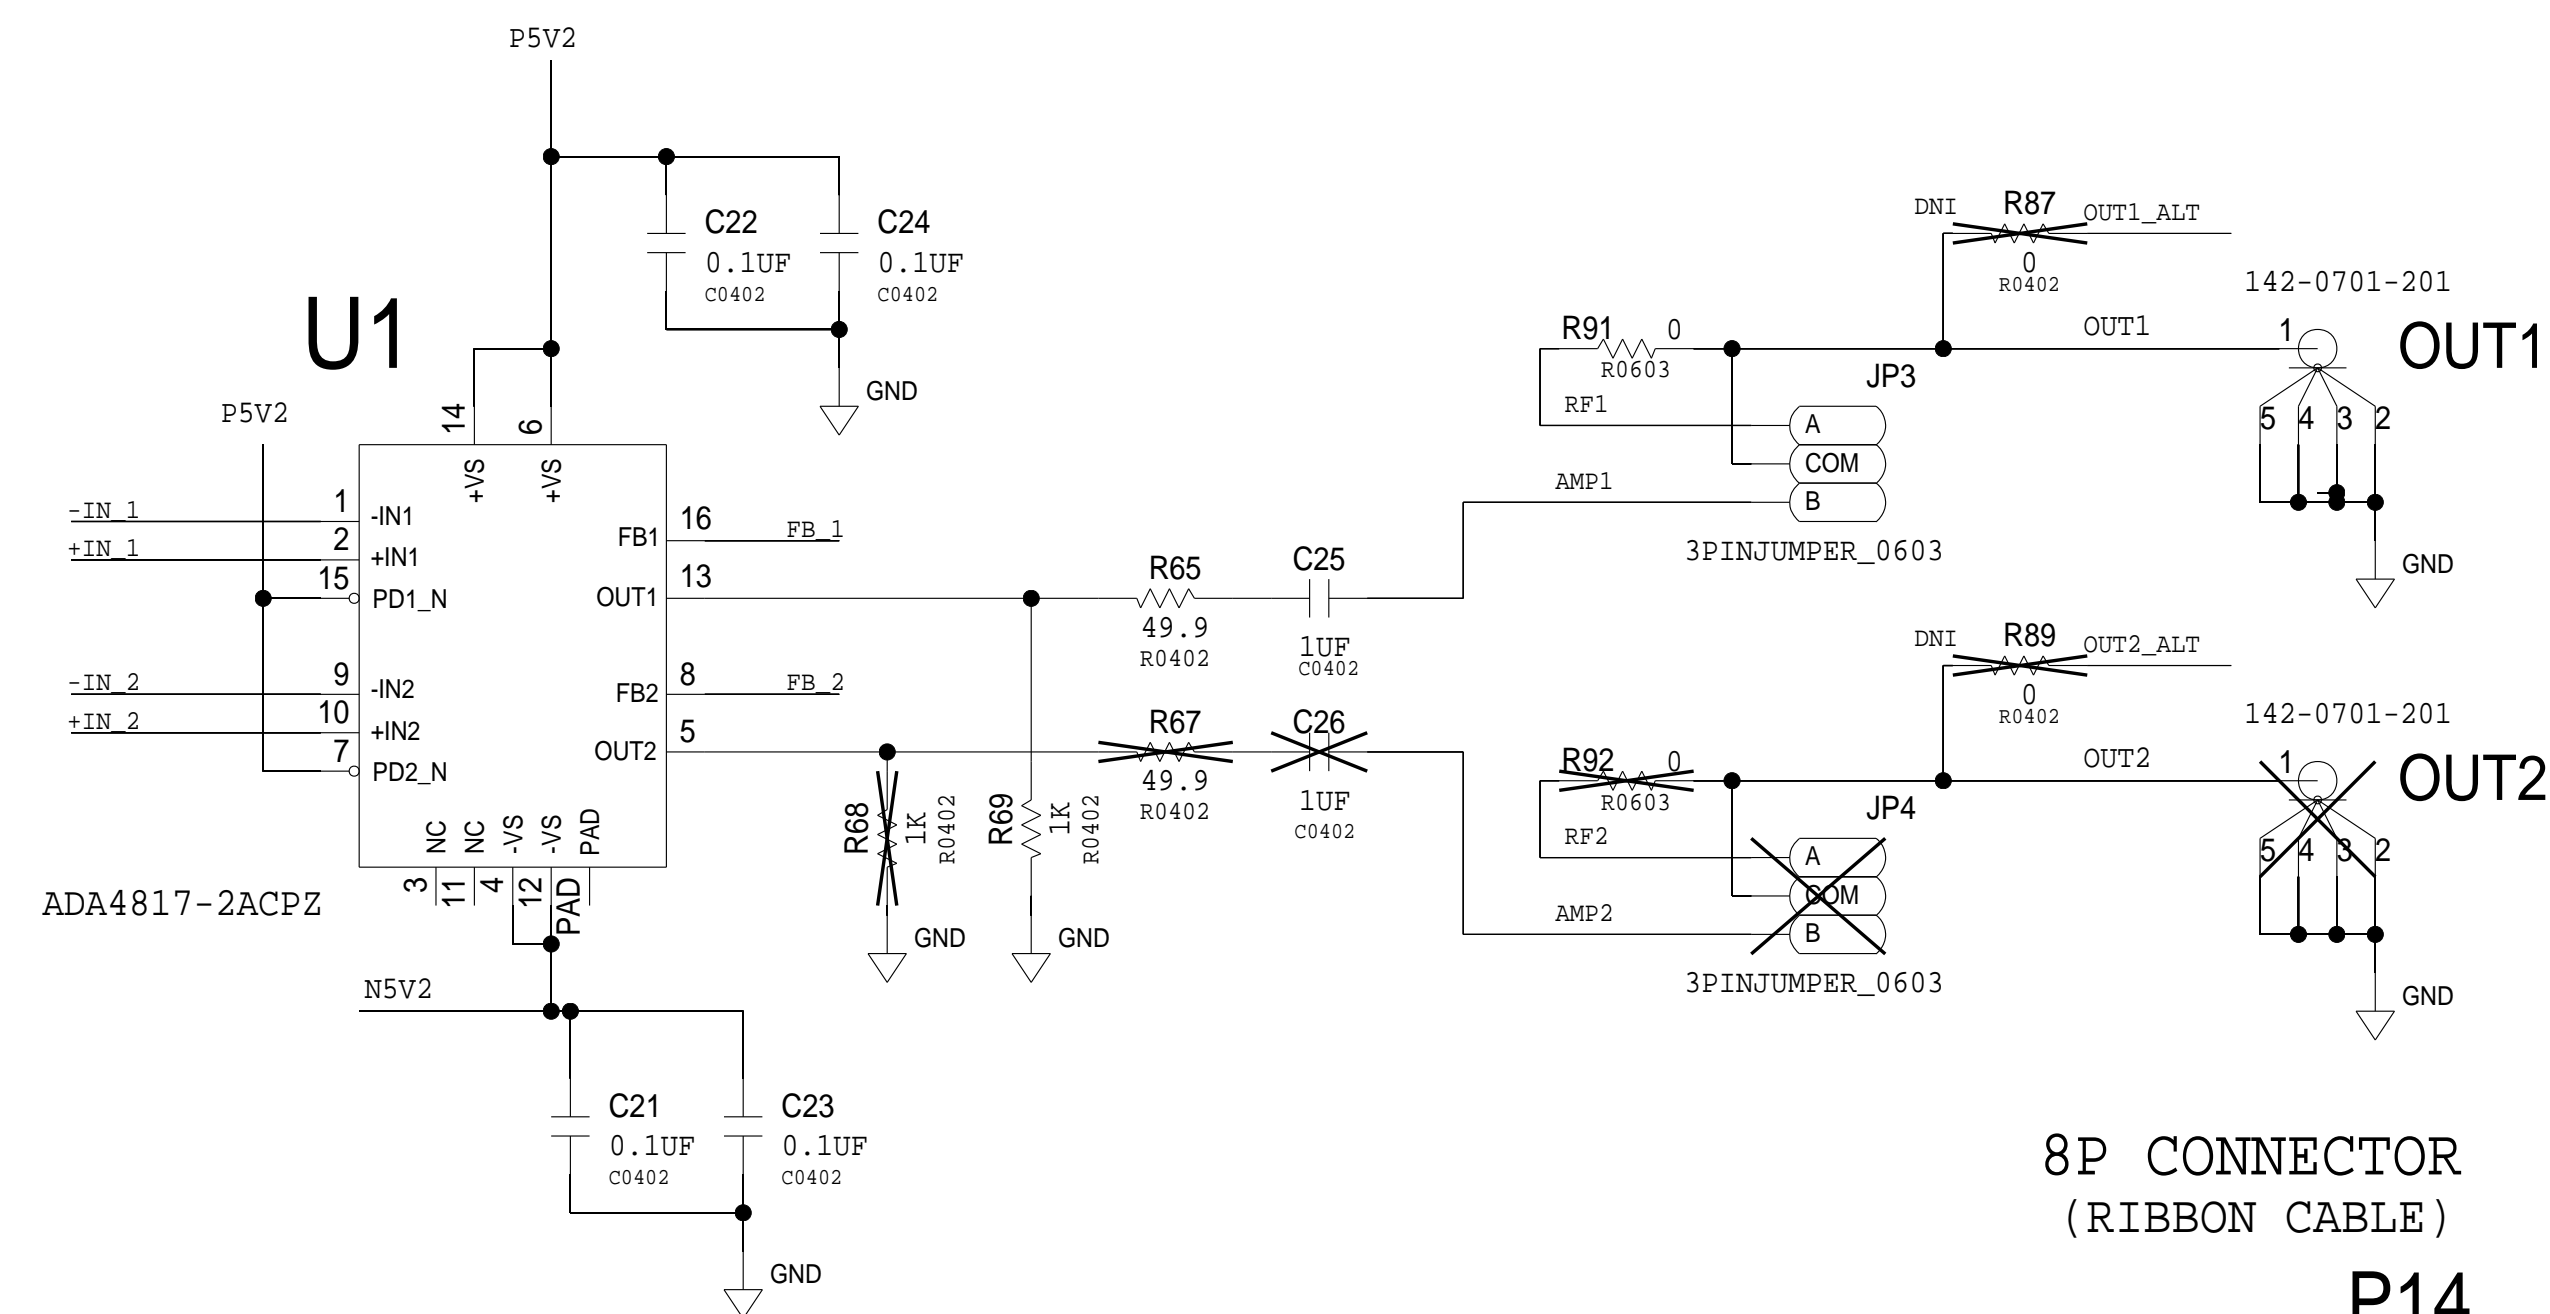 P5V2
C22
0.1UF
C0402
C24
0.1UF
C0402
GND
U1
P5V2
14
6
+VS
+VS
-IN_1
1
-IN1
+IN_1
2
+IN1
15
PD1_N
-IN_2
9
-IN2
+IN_2
10
+IN2
7
PD2_N
FB1
16
FB_1
OUT1
13
FB2
8
FB_2
OUT2
5
NC
NC
-VS
-VS
PAD
3
11
4
12
PAD
ADA4817-2ACPZ
N5V2
C21
0.1UF
C0402
C23
0.1UF
C0402
GND
R68
1K
R0402
GND
R69
1K
R0402
GND
R65
49.9
R0402
C25
1UF
C0402
R67
49.9
R0402
C26
1UF
C0402
DNI
R87
OUT1_ALT
0
R0402
R91
0
R0603
RF1
JP3
A
COM
B
AMP1
3PINJUMPER_0603
OUT1
142-0701-201
1
OUT1
5
4
3
2
GND
DNI
R89
OUT2_ALT
0
R0402
R92
0
R0603
RF2
JP4
A
COM
B
AMP2
3PINJUMPER_0603
OUT2
142-0701-201
1
OUT2
5
4
3
2
GND
8P CONNECTOR
(RIBBON CABLE)
P14